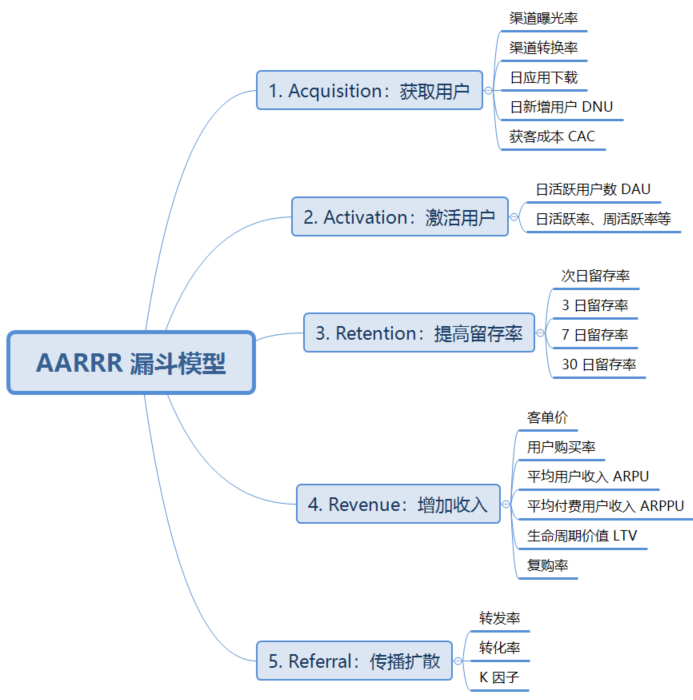 AARRR 漏斗模型
1. Acquisition：获取用户
渠道曝光率
渠道转换率
日应用下载
日新增用户 DNU
获客成本 CAC
2. Activation：激活用户
日活跃用户数 DAU
日活跃率、周活跃率等
3. Retention：提高留存率
次日留存率
3 日留存率
7 日留存率
30 日留存率
4. Revenue：增加收入
客单价
用户购买率
平均用户收入 ARPU
平均付费用户收入 ARPPU
生命周期价值 LTV
复购率
5. Referral：传播扩散
转发率
转化率
K 因子